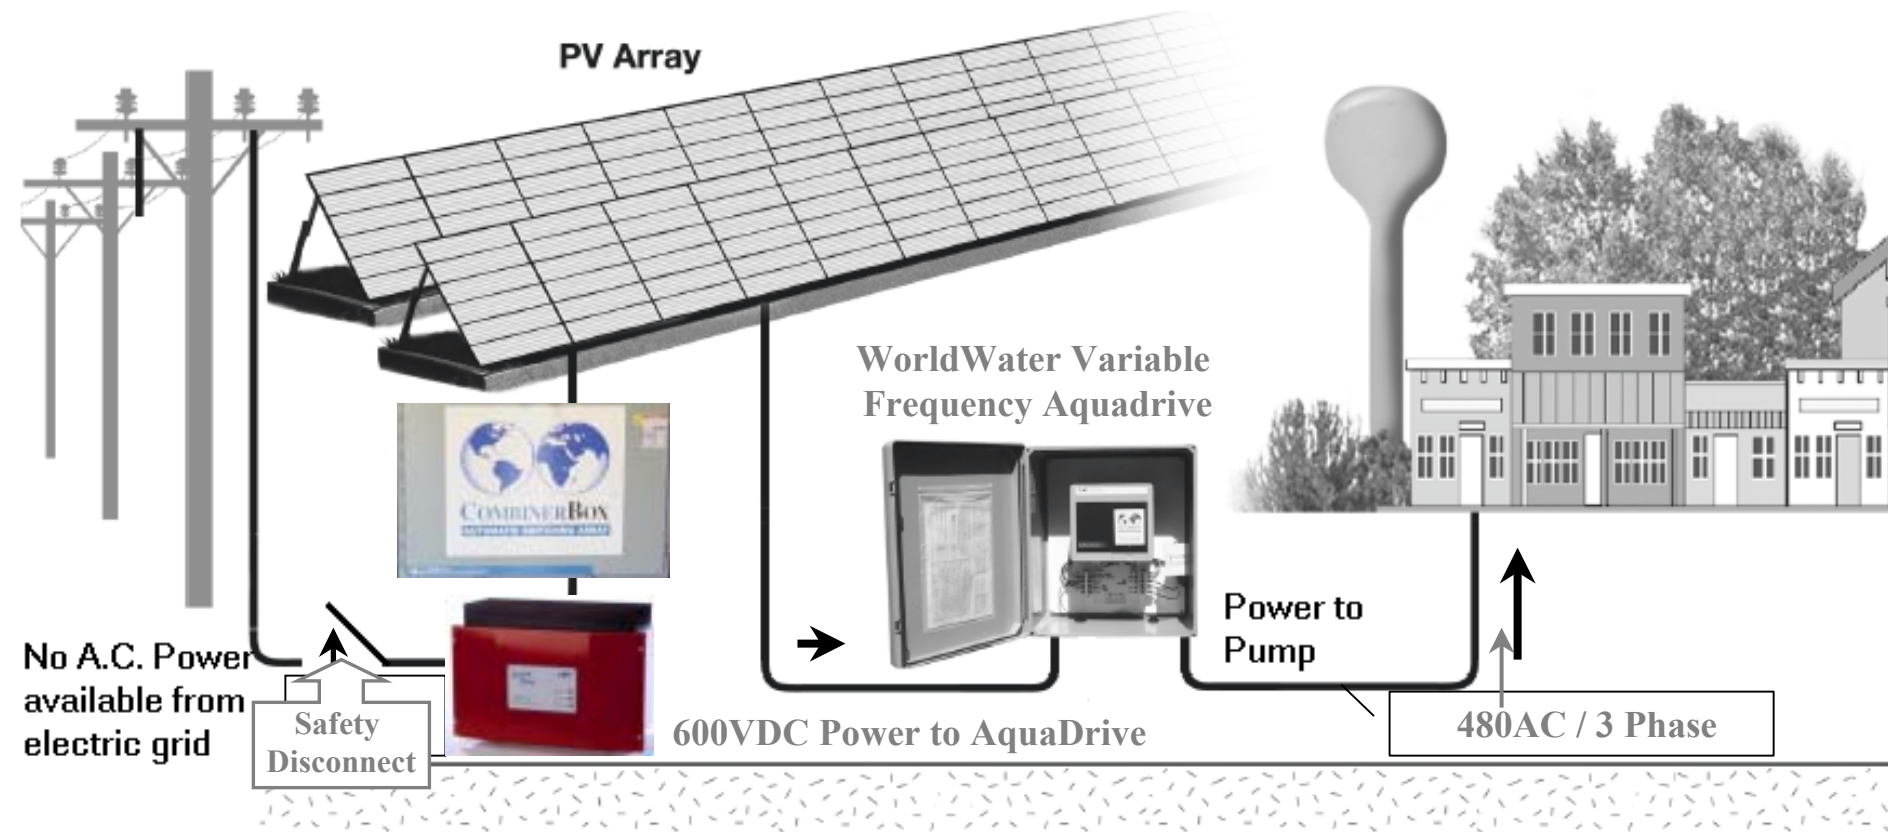 PV Array
WorldWater Variable
Frequency Aquadrive
COMBINERBOX
Power to
Pump
No A.C. Power
available from
electric grid
Safety
Disconnect
600VDC Power to AquaDrive
480AC / 3 Phase